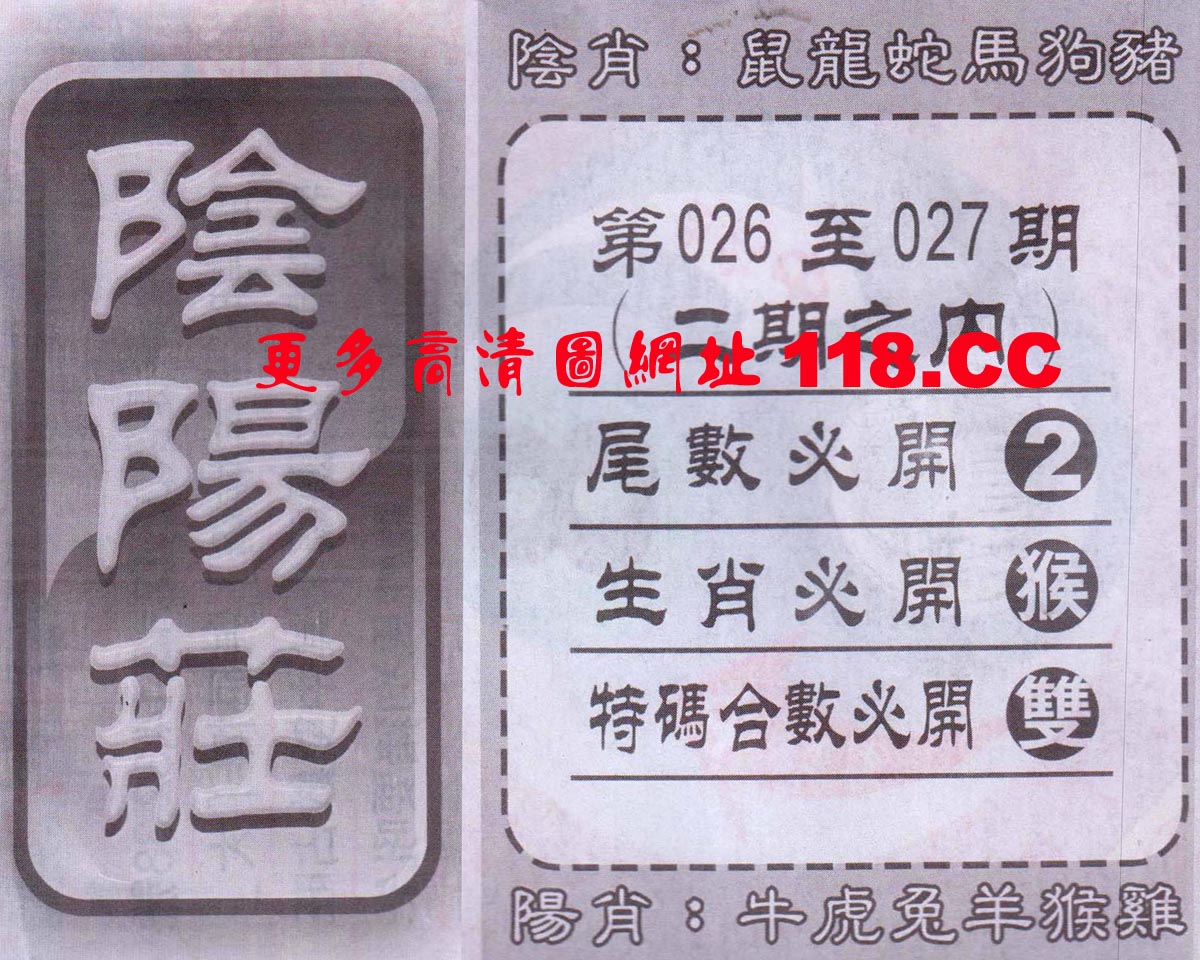 陰陽莊
陰肖：鼠龍蛇馬狗豬
第026至027期
（二期之內）
更多高清圖網址 118.CC
尾數必開 2
生肖必開 猴
特碼合數必開 雙
陽肖：牛虎兔羊猴雞